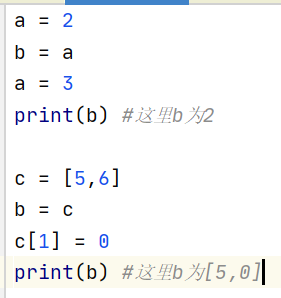 a = 2
b = a
a = 3
print(b) #这里b为2
c = [5,6]
b = c
c[1] = 0
print(b) #这里b为[5,0]